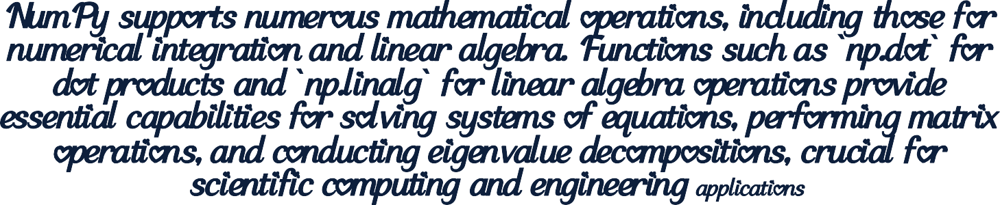 NumPy supports numerous mathematical operations, including those for
numerical integration and linear algebra. Functions such as `np.dot` for
dot products and `np.linalg` for linear algebra operations provide
essential capabilities for solving systems of equations, performing matrix
operations, and conducting eigenvalue decompositions, crucial for
scientific computing and engineering applications